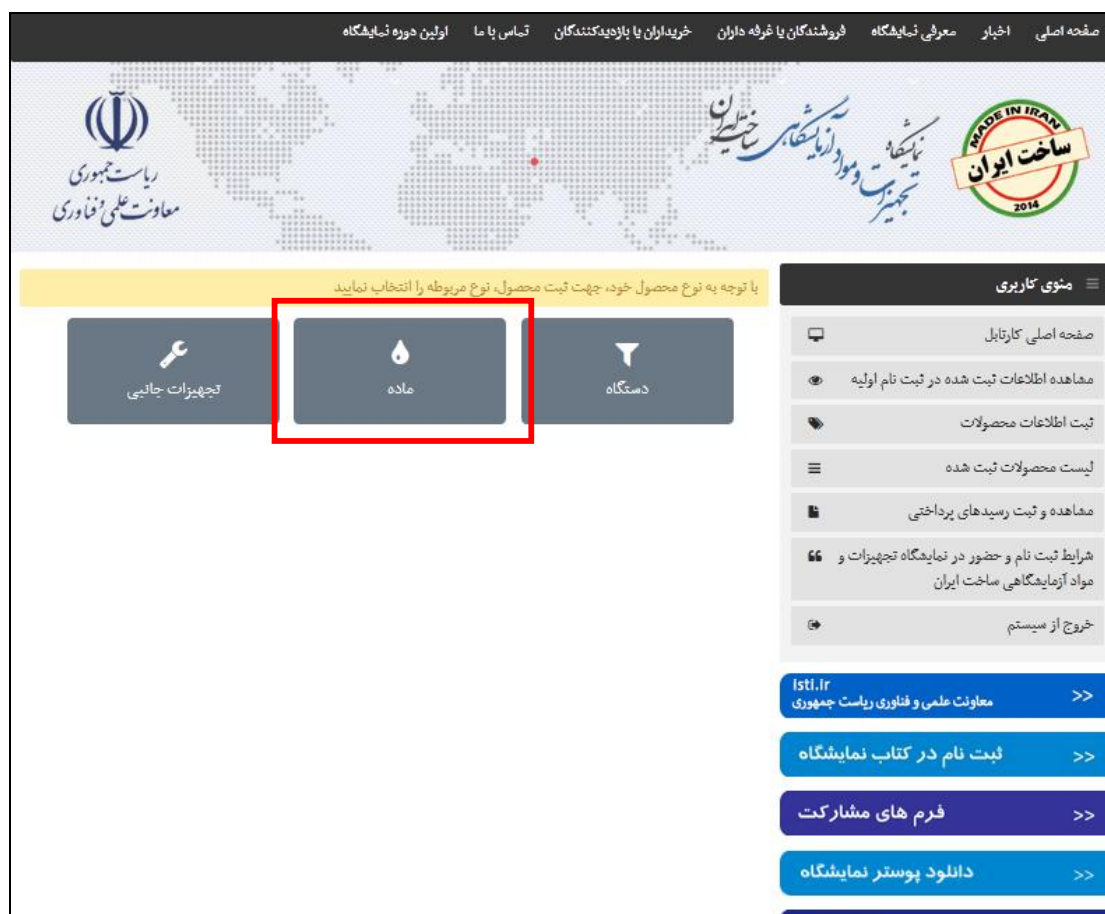 صفحه اصلی اخبار معرفی نمایشگاه فروشندگان یا غرفه داران خریداران یا بازدیدکنندگان تماس با ما اولین دوره نمایشگاه
MADE IN IRAN
ساخت ایران
2014
نمایشگاه
تجهیزات و مواد آزمایشگاهی ساخت ایران
ریاست جمهوری
معاونت علمی و فناوری
منوی کاربری
صفحه اصلی کارتابل
مشاهده اطلاعات ثبت شده در ثبت نام اولیه
ثبت اطلاعات محصولات
لیست محصولات ثبت شده
مشاهده و ثبت رسیدهای پرداختی
شرایط ثبت نام و حضور در نمایشگاه تجهیزات و
مواد آزمایشگاهی ساخت ایران
خروج از سیستم
isti.ir
معاونت علمی و فناوری ریاست جمهوری >>
ثبت نام در کتاب نمایشگاه >>
فرم های مشارکت >>
دانلود پوستر نمایشگاه >>
با توجه به نوع محصول خود، جهت ثبت محصول، نوع مربوطه را انتخاب نمایید
دستگاه
ماده
تجهیزات جانبی